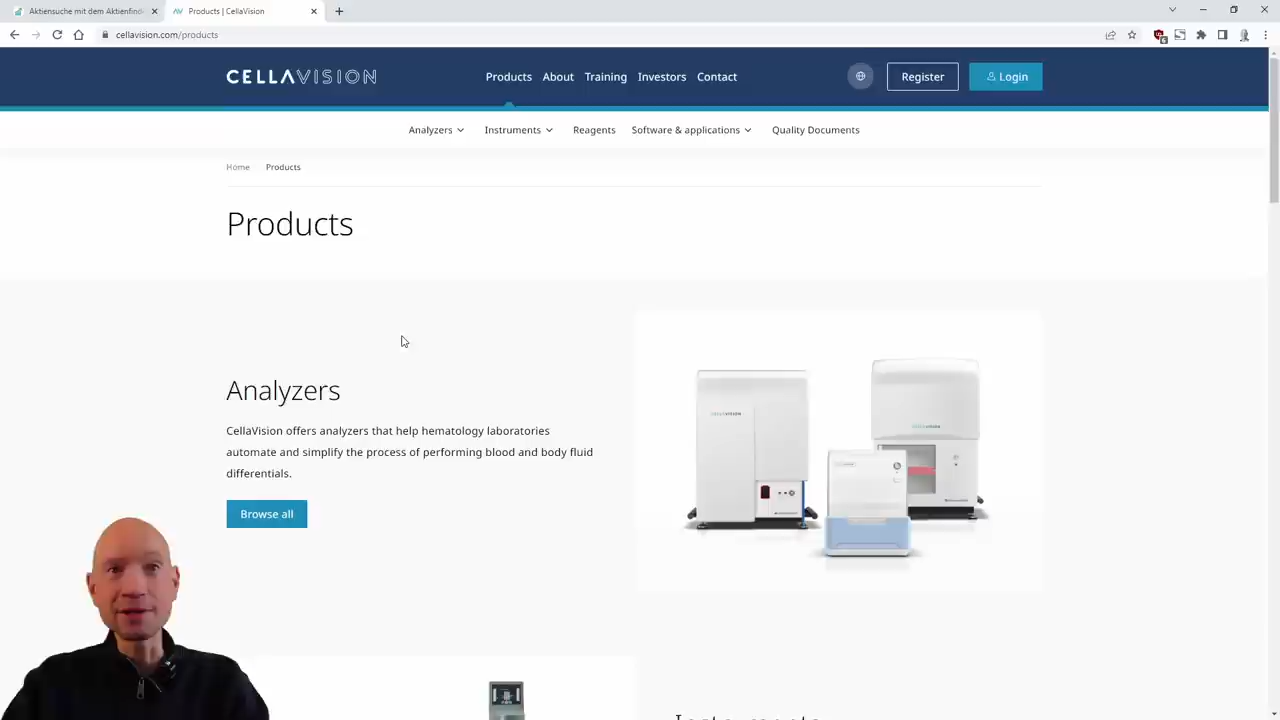 Aktiensuche mit dem Aktienfind
Products | CellaVision
cellavision.com/products
CELLAVISION
Products About Training Investors Contact
Register
Login
Analyzers Instruments Reagents Software & applications Quality Documents
Home Products
Products
Analyzers
CellaVision offers analyzers that help hematology laboratories
automate and simplify the process of performing blood and body fluid
differentials.
Browse all